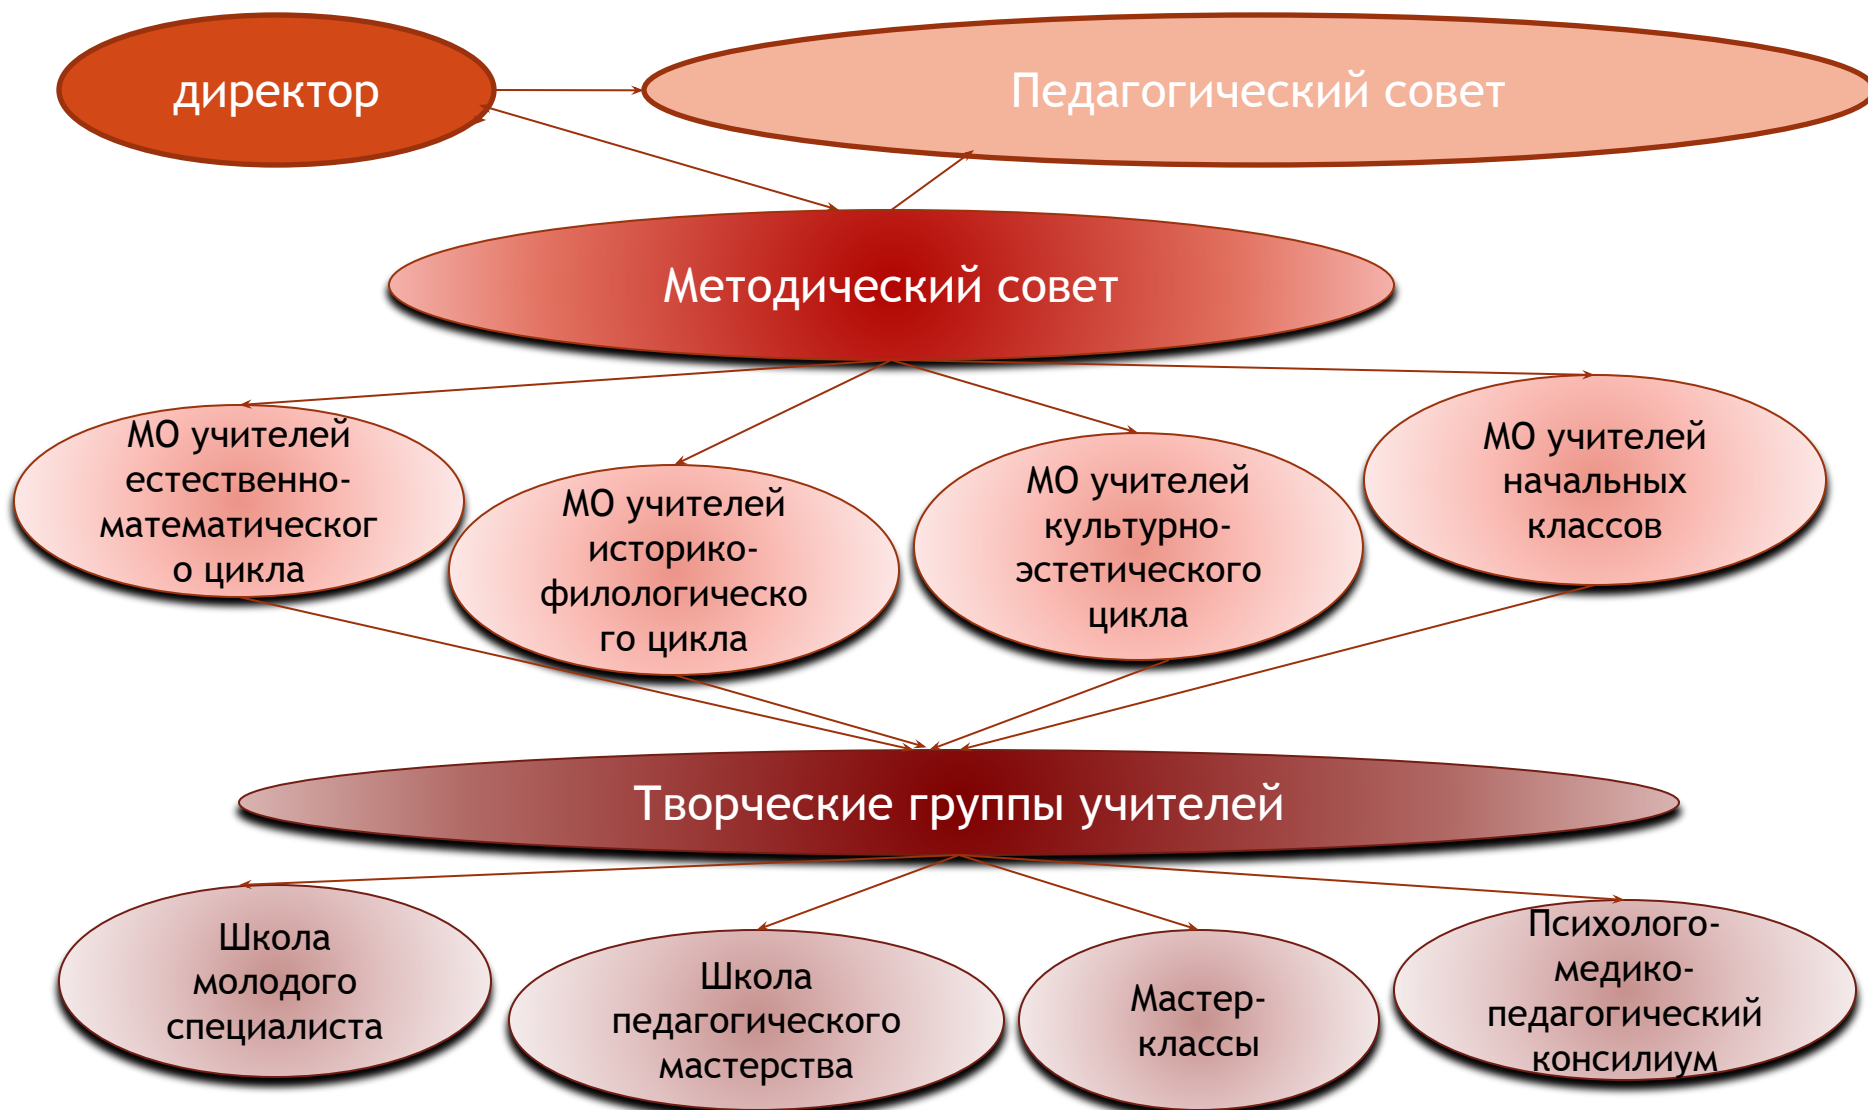 директор
Педагогический совет
Методический совет
МО учителей
естественно-
математическог
о цикла
МО учителей
историко-
филологическо
го цикла
МО учителей
культурно-
эстетического
цикла
МО учителей
начальных
классов
Творческие группы учителей
Школа
молодого
специалиста
Школа
педагогического
мастерства
Мастер-
классы
Психолого-
медико-
педагогический
консилиум